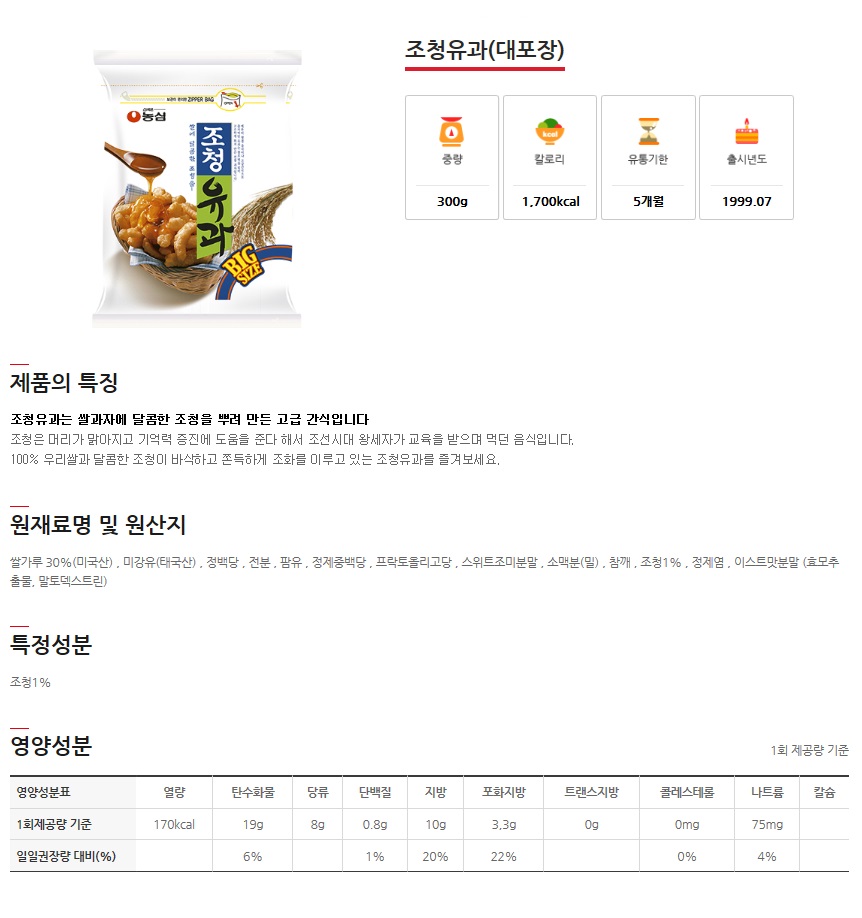 조청유과(대포장)
ZIPPER BAG
농심
조청
유과
BIG
SIZE
중량
kcal
칼로리
유통기한
출시년도
300g
1,700kcal
5개월
1999.07
제품의 특징
조청유과는 쌀과자에 달콤한 조청을 뿌려 만든 고급 간식입니다
조청은 머리가 맑아지고 기억력 증진에 도움을 준다 해서 조선시대 왕세자가 교육을 받으며 먹던 음식입니다.
100% 우리쌀과 달콤한 조청이 바삭하고 쫀득하게 조화를 이루고 있는 조청유과를 즐겨보세요.
원재료명 및 원산지
쌀가루 30%(미국산) , 미강유(태국산) , 정백당 , 전분 , 팜유 , 정제중백당 , 프락토올리고당 , 스위트조미분말 , 소맥분(밀) , 참깨 , 조청1% , 정제염 , 이스트맛분말 (효모추
출물, 말토덱스트린)
특정성분
조청1%
영양성분
1회 제공량 기준
영양성분표 열량 탄수화물 당류 단백질 지방 포화지방 트랜스지방 콜레스테롤 나트륨 칼슘
1회제공량 기준 170kcal 19g 8g 0.8g 10g 3.3g 0g 0mg 75mg
일일권장량 대비(%) 6% 1% 20% 22% 0% 4%